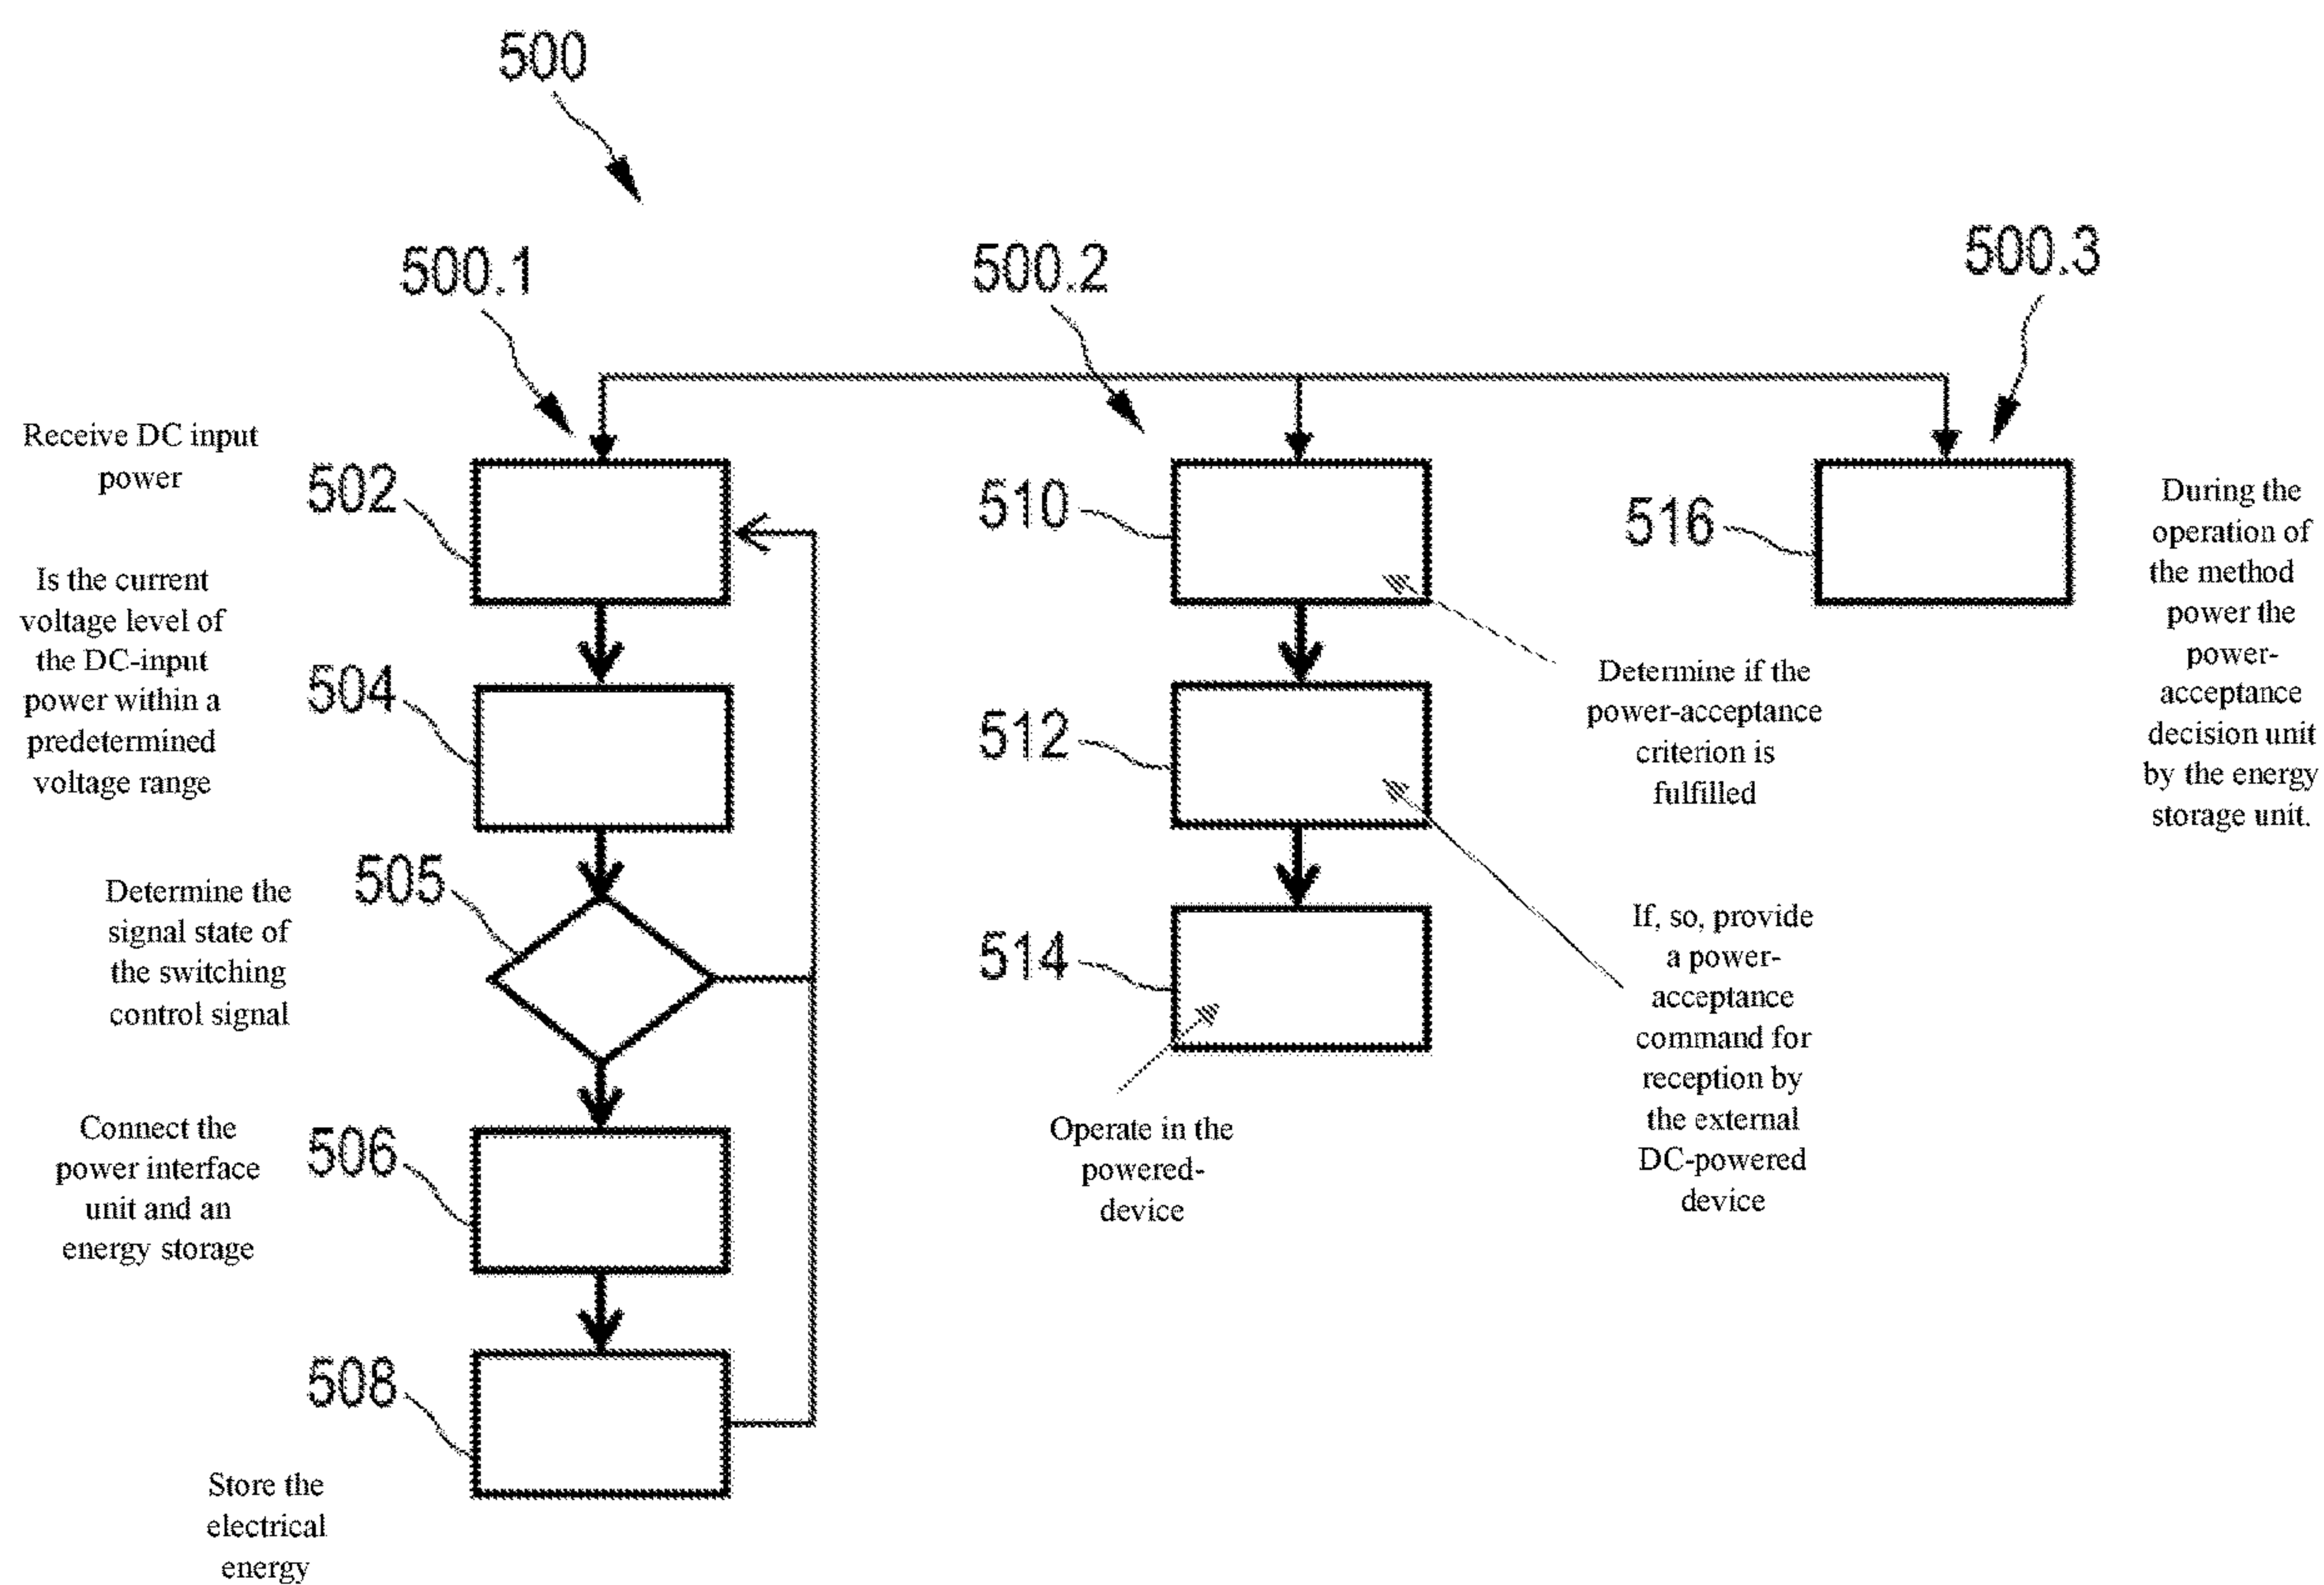 500
500.1
500.2
500.3
Receive DC input
power
502
Is the current
voltage level of
the DC-input
power within a
predetermined
voltage range
504
Determine the
signal state of
the switching
control signal
505
Connect the
power interface
unit and an
energy storage
506
508
Store the
electrical
energy
510
Determine if the
power-acceptance
criterion is
fulfilled
512
If, so, provide
a power-
acceptance
command for
reception by
the external
DC-powered
device
514
Operate in the
powered-
device
516
During the
operation of
the method
power the
power-
acceptance
decision unit
by the energy
storage unit.